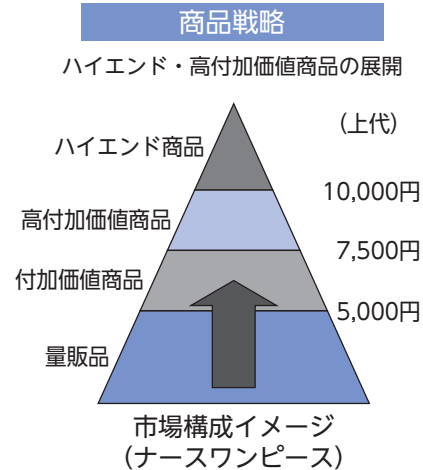 商品戦略
ハイエンド・高付加価値商品の展開
（上代）
ハイエンド商品
10,000円
高付加価値商品
7,500円
付加価値商品
5,000円
量販品
市場構成イメージ
（ナースワンピース）